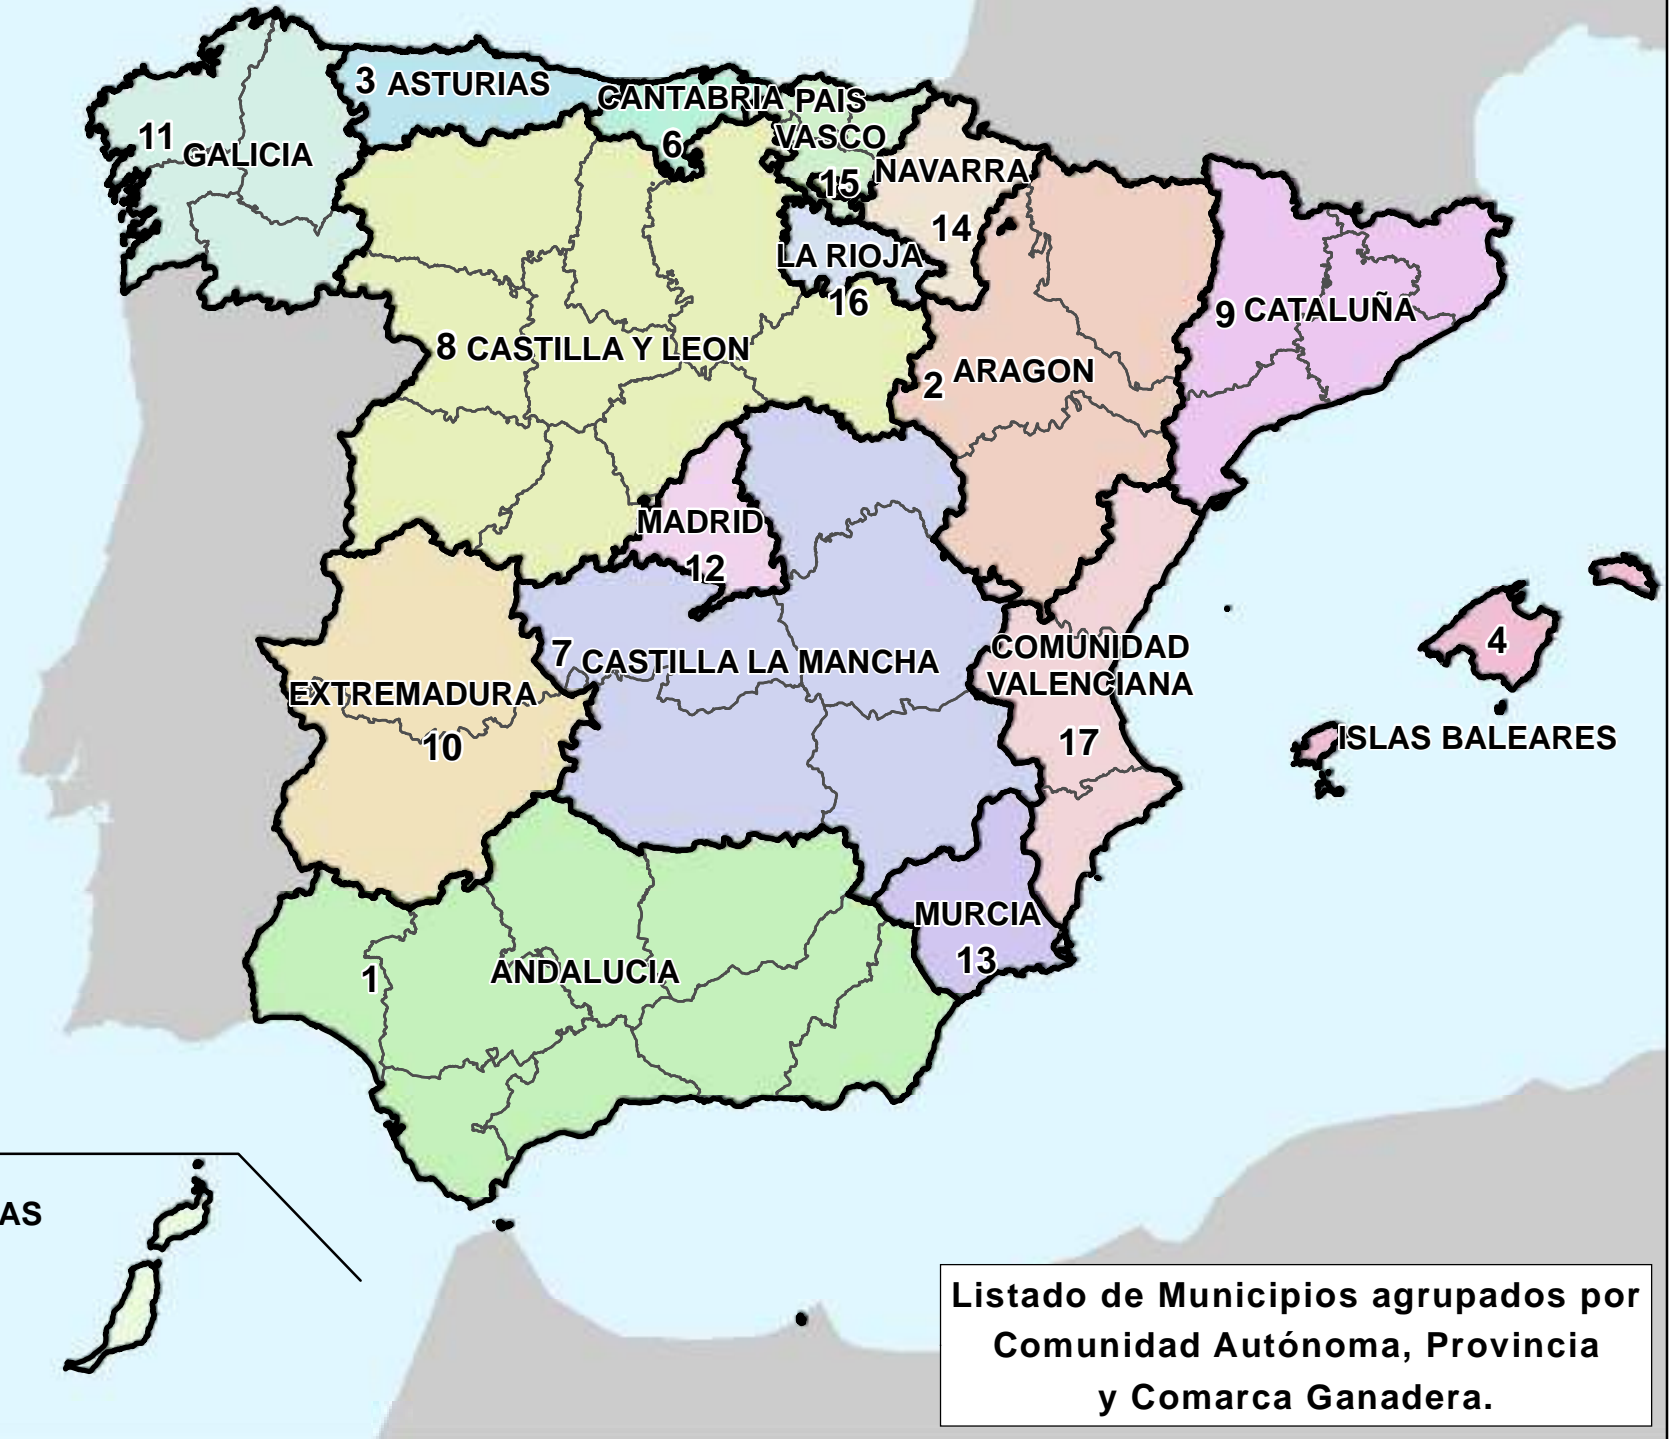 3 ASTURIAS
CANTABRIA
6
PAIS
VASCO
15
11
GALICIA
NAVARRA
14
LA RIOJA
16
8 CASTILLA Y LEON
2 ARAGON
9 CATALUÑA
MADRID
12
7 CASTILLA LA MANCHA
COMUNIDAD
VALENCIANA
17
4
ISLAS BALEARES
EXTREMADURA
10
MURCIA
13
1
ANDALUCIA
AS
Listado de Municipios agrupados por
Comunidad Autónoma, Provincia
y Comarca Ganadera.